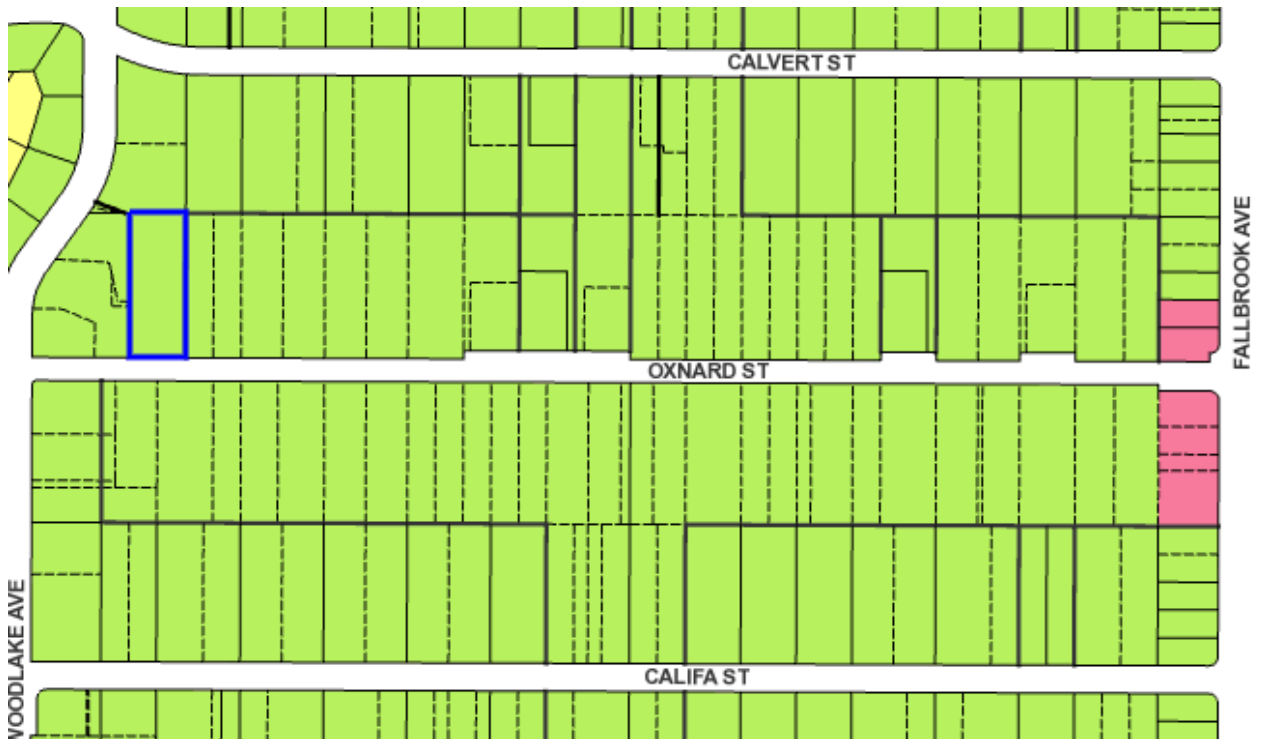 CALVERT ST
FALLBROOK AVE
OXNARD ST
WOODLAKE AVE
CALIFA ST